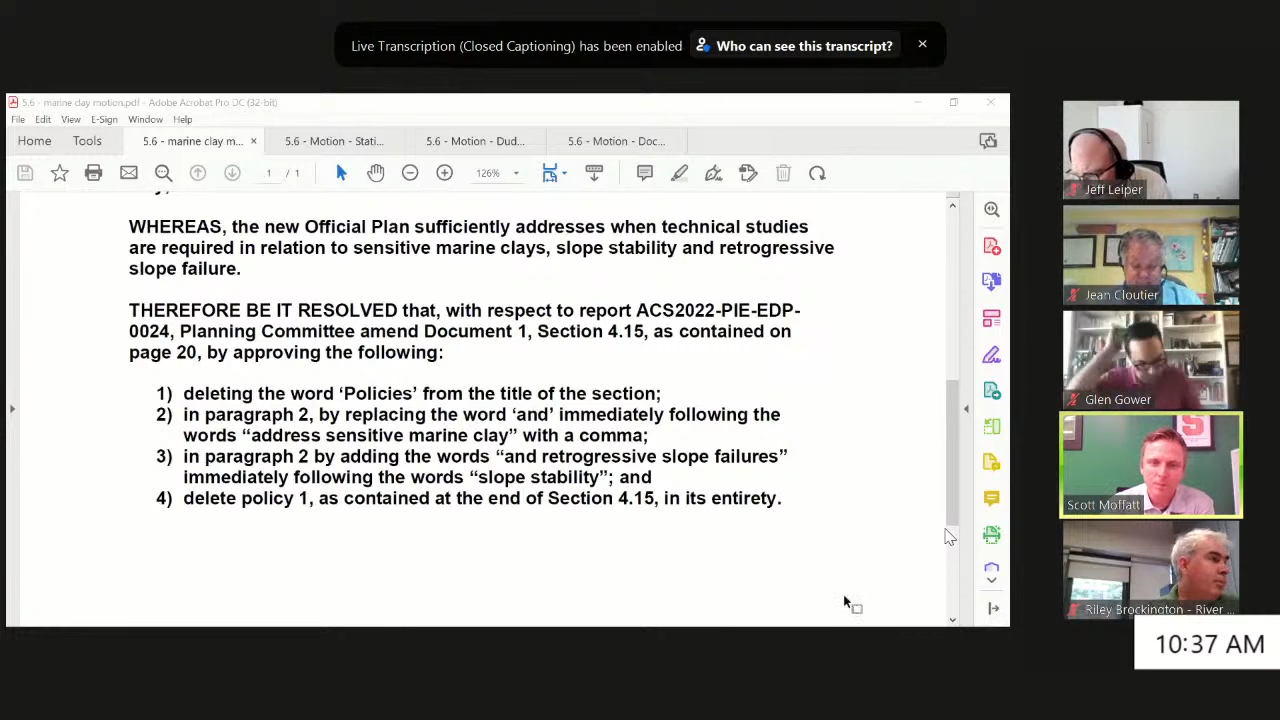 Live Transcription (Closed Captioning) has been enabled Who can see this transcript?
5.6 - marine clay motion.pdf - Adobe Acrobat Pro DC (32-bit)
File Edit View E-Sign Window Help
Home Tools 5.6 - marine clay m... 5.6 - Motion - Stati... 5.6 - Motion - Dud... 5.6 - Motion - Doc...
1 / 1 126%
WHEREAS, the new Official Plan sufficiently addresses when technical studies
are required in relation to sensitive marine clays, slope stability and retrogressive
slope failure.
THEREFORE BE IT RESOLVED that, with respect to report ACS2022-PIE-EDP-
0024, Planning Committee amend Document 1, Section 4.15, as contained on
page 20, by approving the following:
1) deleting the word ‘Policies’ from the title of the section;
2) in paragraph 2, by replacing the word ‘and’ immediately following the
words “address sensitive marine clay” with a comma;
3) in paragraph 2 by adding the words “and retrogressive slope failures”
immediately following the words “slope stability”; and
4) delete policy 1, as contained at the end of Section 4.15, in its entirety.
Jeff Leiper
Jean Cloutier
Glen Gower
Scott Moffatt
Riley Brockington - River ...
10:37 AM